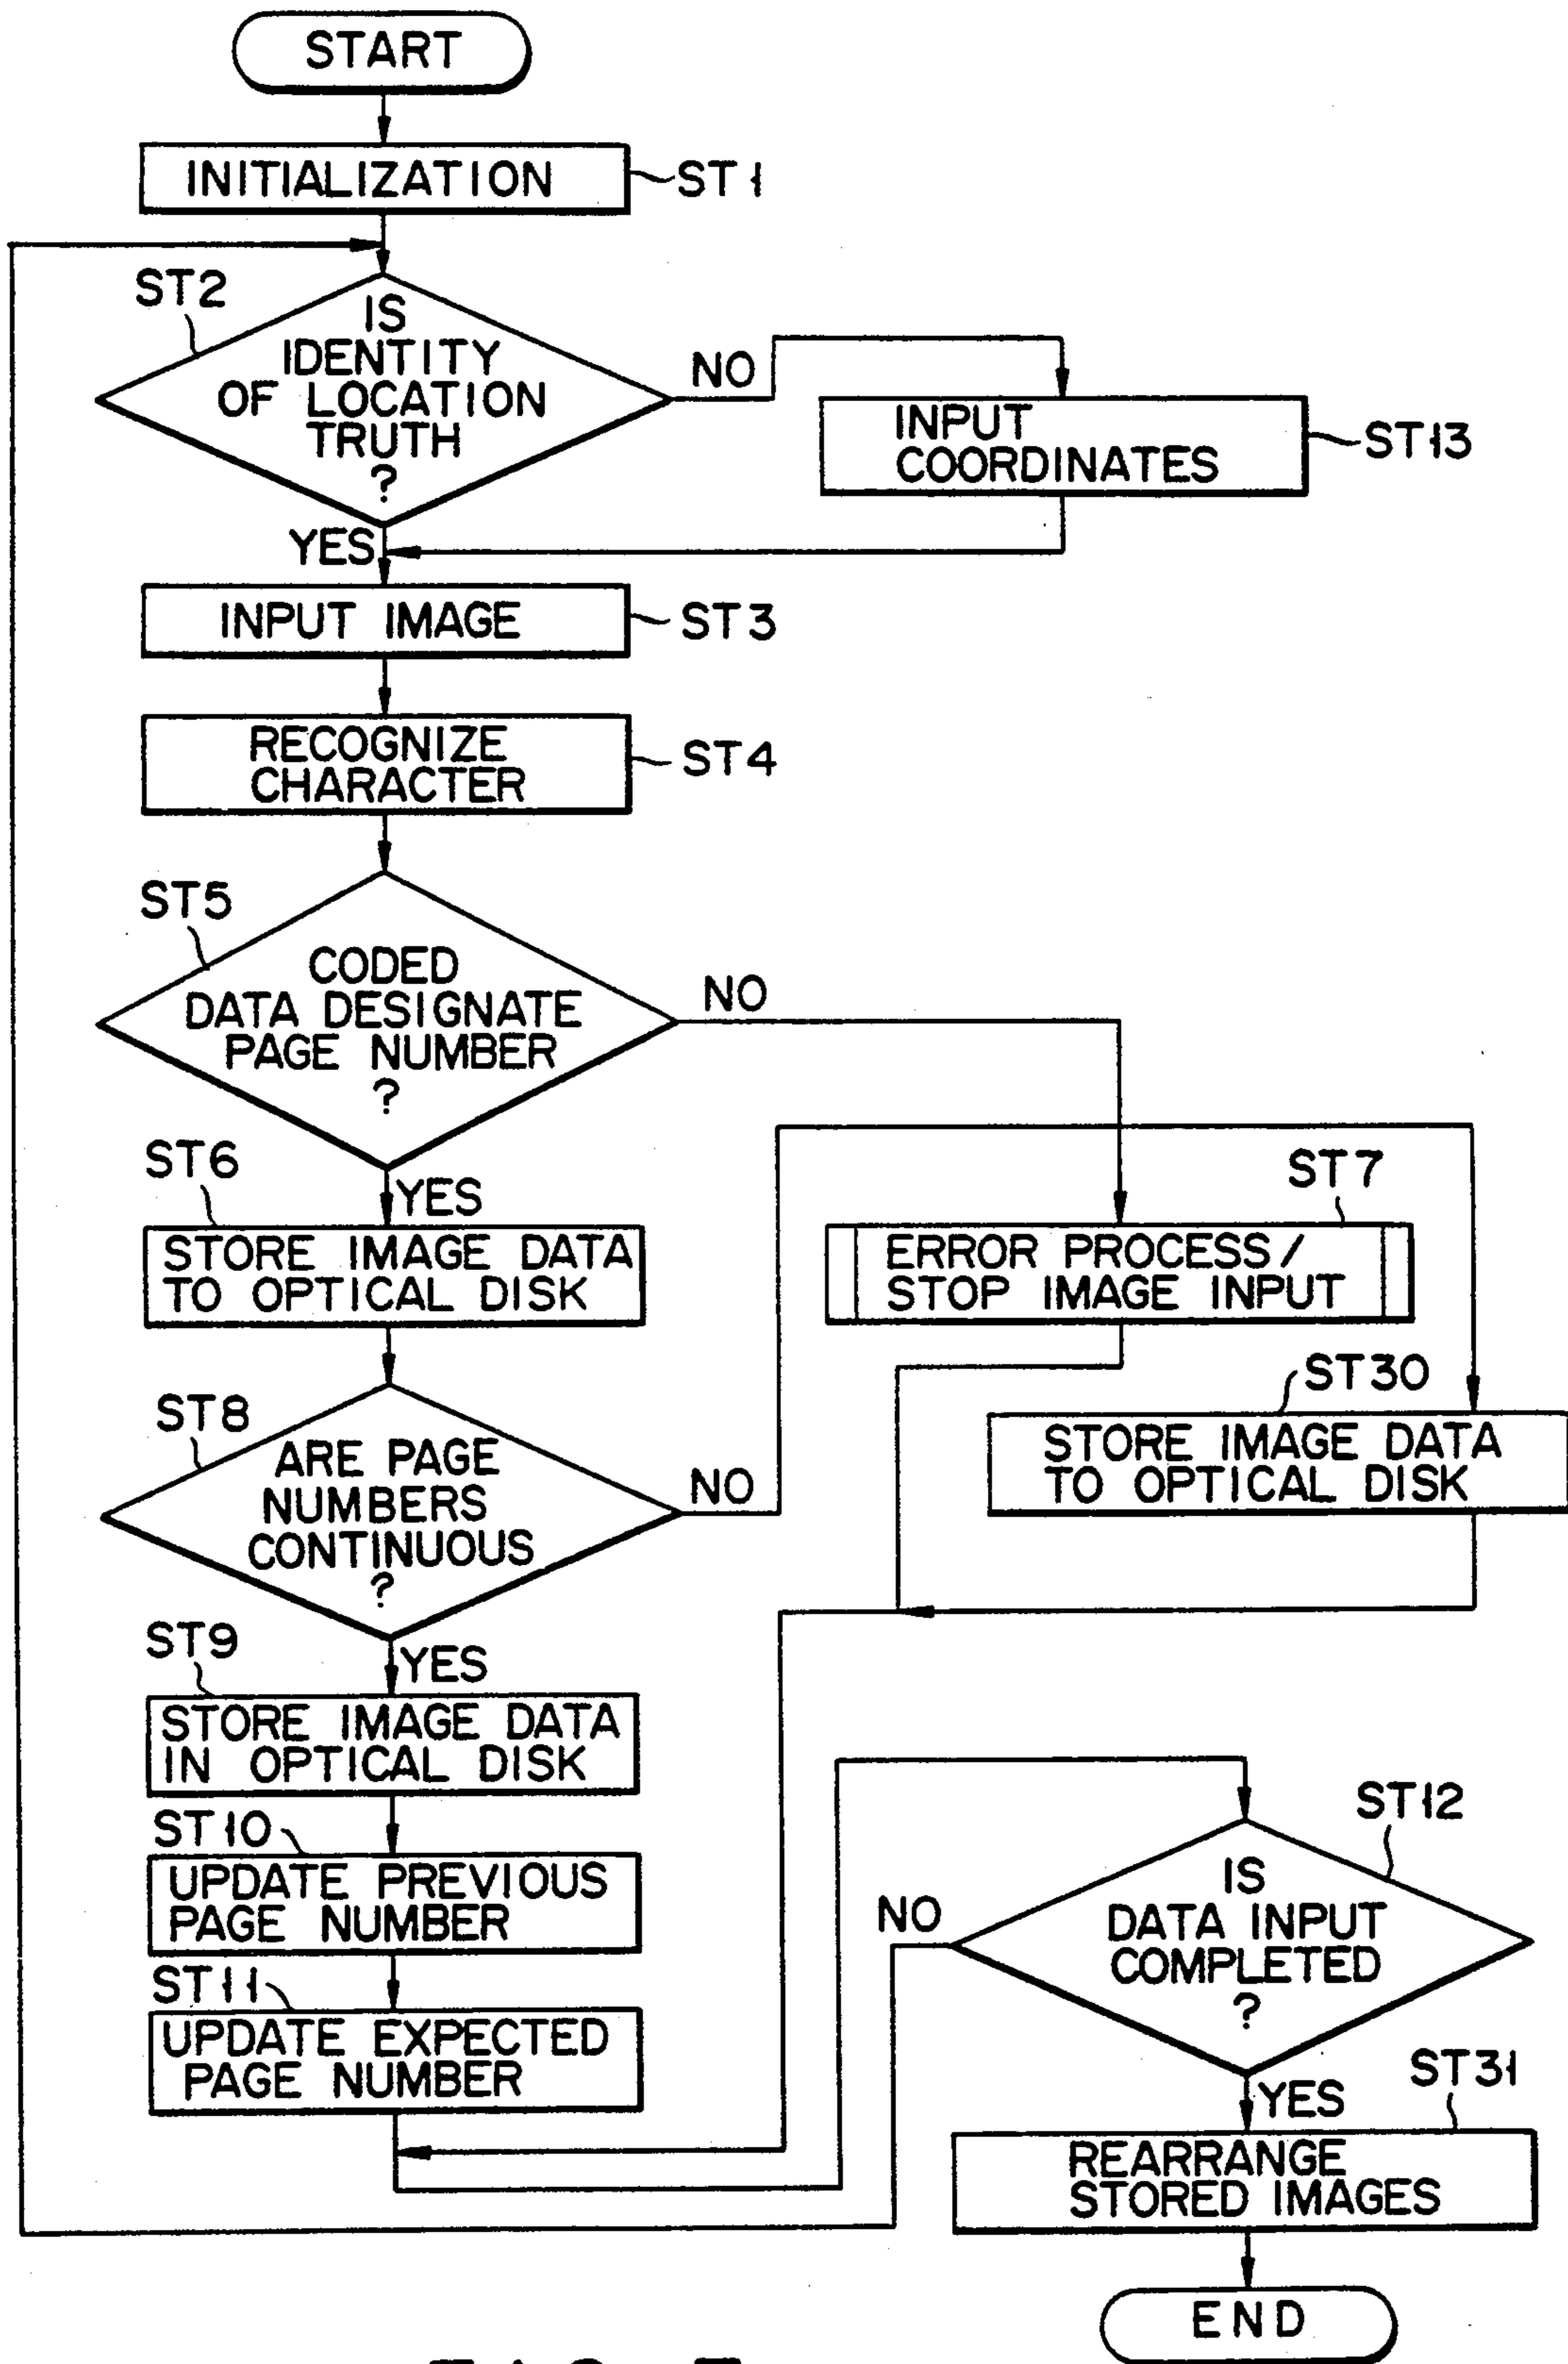 START
INITIALIZATION
ST1
ST2
IS
IDENTITY
OF LOCATION
TRUTH
?
NO
INPUT
COORDINATES
ST13
YES
INPUT IMAGE
ST3
RECOGNIZE
CHARACTER
ST4
ST5
CODED
DATA DESIGNATE
PAGE NUMBER
?
NO
YES
ST6
STORE IMAGE DATA
TO OPTICAL DISK
ST7
ERROR PROCESS/
STOP IMAGE INPUT
ST8
ARE PAGE
NUMBERS
CONTINUOUS
?
NO
ST30
STORE IMAGE DATA
TO OPTICAL DISK
YES
ST9
STORE IMAGE DATA
IN OPTICAL DISK
ST10
UPDATE PREVIOUS
PAGE NUMBER
ST11
UPDATE EXPECTED
PAGE NUMBER
ST12
IS
DATA INPUT
COMPLETED
?
NO
YES
ST31
REARRANGE
STORED IMAGES
END